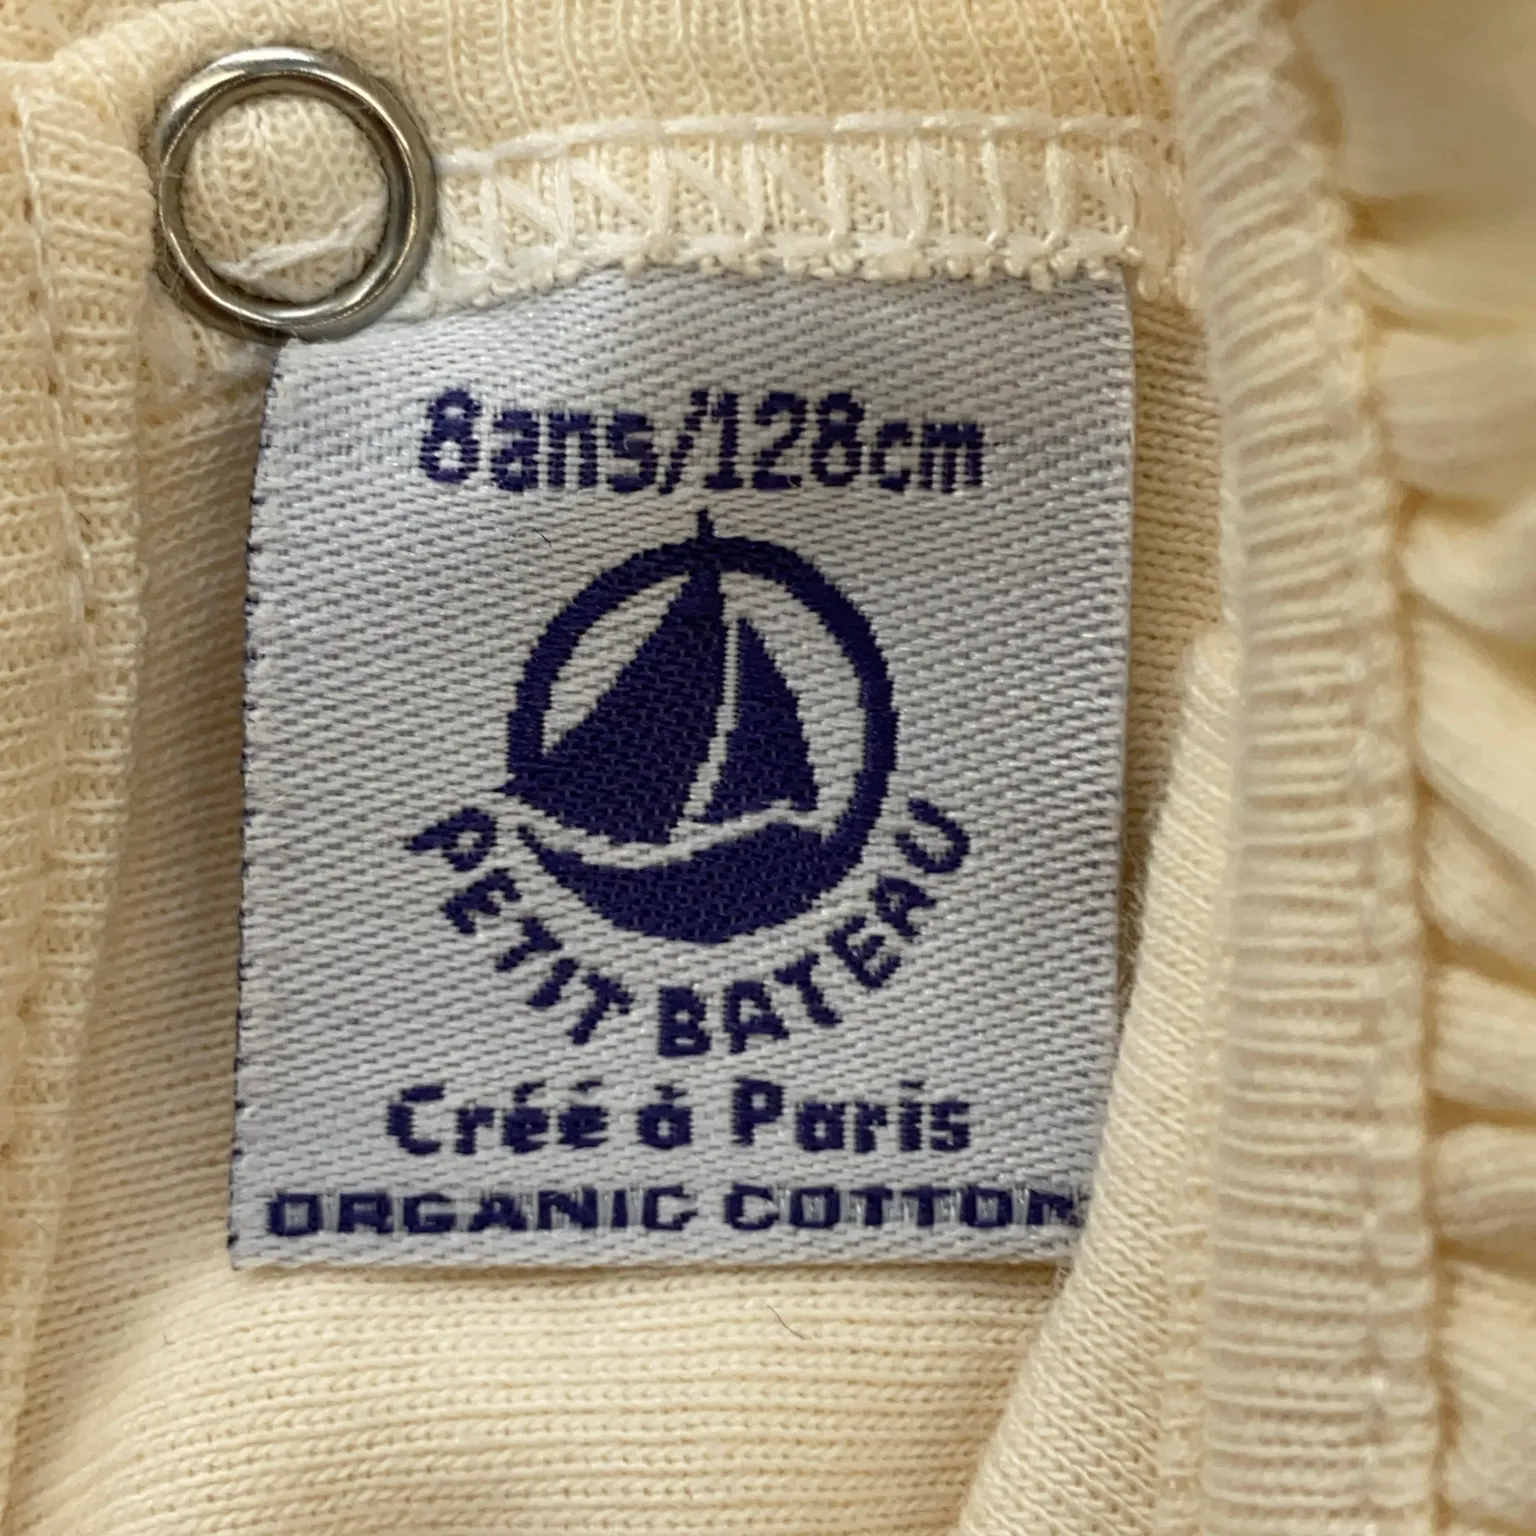 8ans/128cm
PETIT BATEAU
Créé à Paris
ORGANIC COTTON